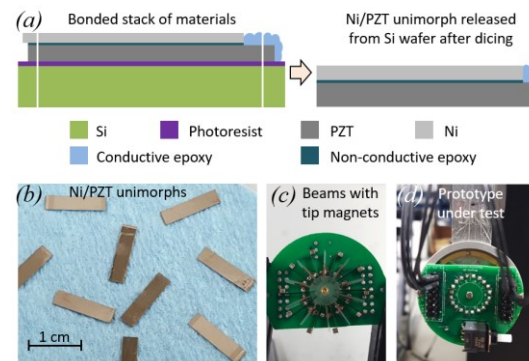 (a)
Bonded stack of materials
Ni/PZT unimorph released
from Si wafer after dicing
Si
Photoresist
PZT
Ni
Conductive epoxy
Non-conductive epoxy
(b)
Ni/PZT unimorphs
1 cm
(c)
Beams with
tip magnets
(d)
Prototype
under test